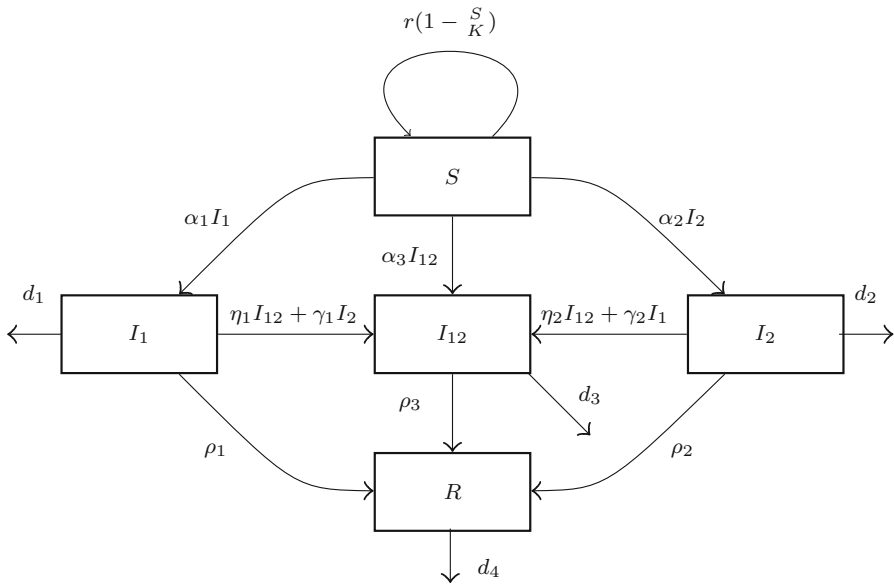 r(1 − S/K)
S
α₁I₁
α₂I₂
α₃I₁₂
d₁
d₂
I₁
η₁I₁₂ + γ₁I₂
I₁₂
η₂I₁₂ + γ₂I₁
I₂
d₃
ρ₃
ρ₁
ρ₂
R
d₄